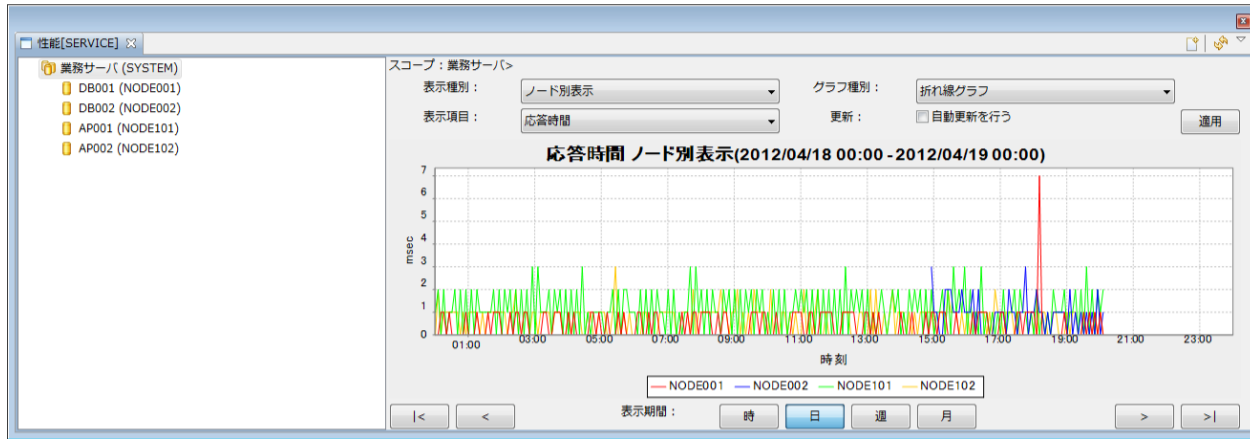 性能[SERVICE]
業務サーバ (SYSTEM)
DB001 (NODE001)
DB002 (NODE002)
AP001 (NODE101)
AP002 (NODE102)
スコープ：業務サーバ>
表示種別： ノード別表示 グラフ種別： 折れ線グラフ
表示項目： 応答時間 更新： 自動更新を行う 適用
応答時間 ノード別表示(2012/04/18 00:00 - 2012/04/19 00:00)
7
6
5
4
3
2
1
0
msec
01:00 03:00 05:00 07:00 09:00 11:00 13:00 15:00 17:00 19:00 21:00 23:00
時刻
NODE001 NODE002 NODE101 NODE102
|< < 表示期間： 時 日 週 月 > >|